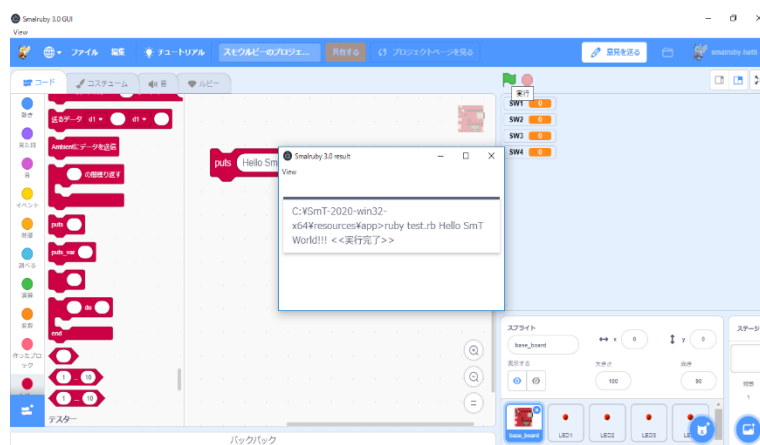 Smalruby 3.0 GUI
View
ファイル 編集 チュートリアル スモウルビーのプロジェ... 共有する プロジェクトページを見る 意見を送る smalruby-hatti
コード コスチューム 音 ルビー
実行
動き
見た目
音
イベント
制御
調べる
演算
変数
作ったブロック
送るデータ d1 d1
Ambientにデータを送信
の間繰り返す
puts
puts_var
do
end
1 .. 10
1 .. 10
テスター
puts Hello Sm
SW1 0
SW2 0
SW3 0
SW4 0
Smalruby 3.0 result
View
C:¥SmT-2020-win32-
x64¥resources¥app>ruby test.rb Hello SmT
World!!! <<実行完了>>
スプライト
base_board x 0 y 0
表示する 大きさ 向き
100 90
base_board LED1 LED2 LED3 LE
ステージ
背景
1
バックパック